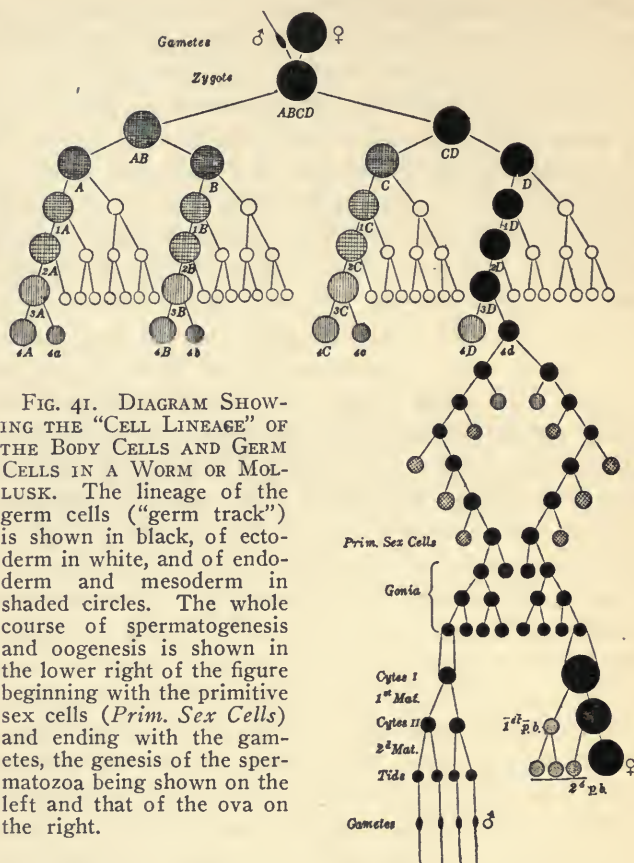 Gametes ♂ ♀
Zygote
ABCD
AB CD
A B C D
1A 1B 1C 1D
2A 2B 2C 2D
3A 3B 3C 3D
4A 4a 4B 4b 4C 4c 4D 4d
FIG. 41. DIAGRAM SHOW-
ING THE "CELL LINEAGE" OF
THE BODY CELLS AND GERM
CELLS IN A WORM OR MOL-
LUSK. The lineage of the
germ cells ("germ track")
is shown in black, of ecto-
derm in white, and of endo-
derm and mesoderm in
shaded circles. The whole
course of spermatogenesis
and oogenesis is shown in
the lower right of the figure
beginning with the primitive
sex cells (Prim. Sex Cells)
and ending with the gam-
etes, the genesis of the sper-
matozoa being shown on the
left and that of the ova on
the right.
Prim. Sex Cells
Gonia
Cytes I
1st Mat.
Cytes II
2d Mat.
Tids
Gametes ♂
1st p.b.
2d p.b.
♀